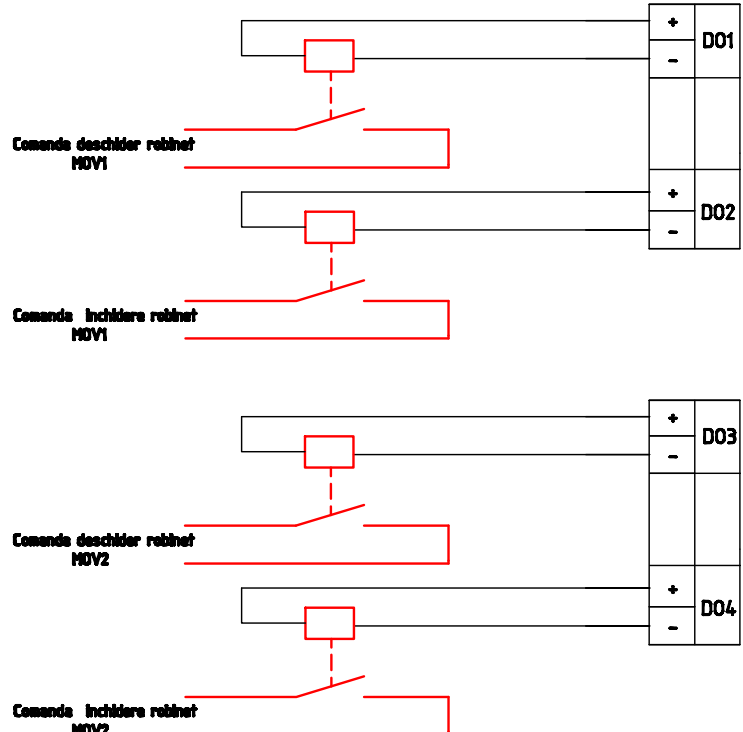 +
DO1
-
Comanda deschider robinet
MOV1
+
DO2
-
Comanda inchidere robinet
MOV1
+
DO3
-
Comanda deschider robinet
MOV2
+
DO4
-
Comanda inchidere robinet
MOV2